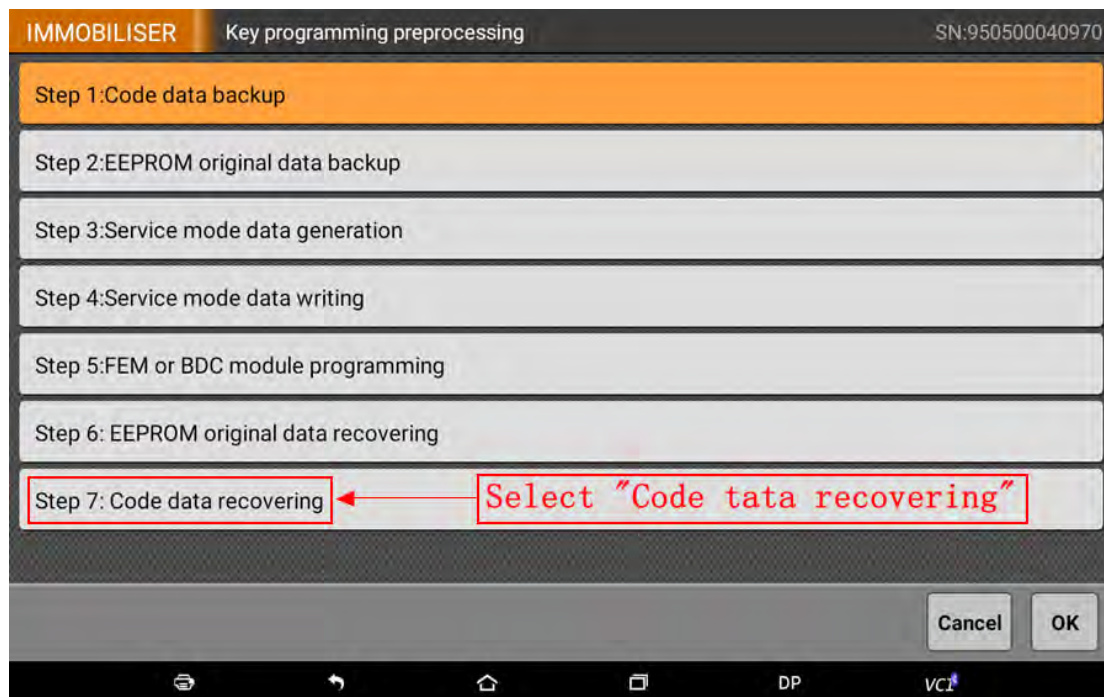 IMMOBILISER Key programming preprocessing SN:950500040970
Step 1:Code data backup
Step 2:EEPROM original data backup
Step 3:Service mode data generation
Step 4:Service mode data writing
Step 5:FEM or BDC module programming
Step 6: EEPROM original data recovering
Step 7: Code data recovering Select "Code tata recovering"
Cancel OK
DP VCI